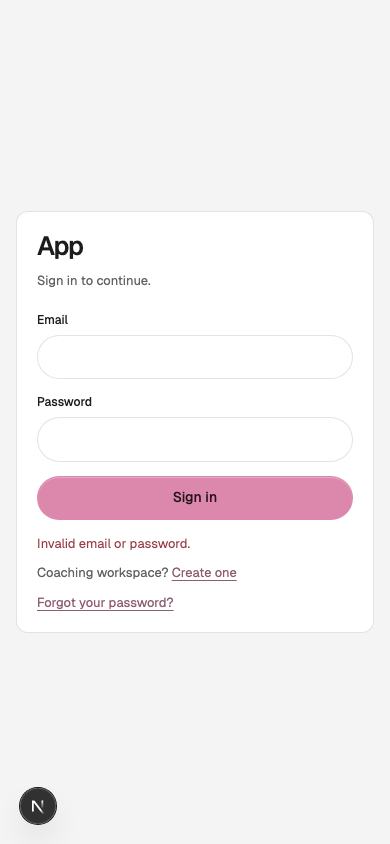 App
Sign in to continue.
Email
Password
Sign in
Invalid email or password.
Coaching workspace? Create one
Forgot your password?
N